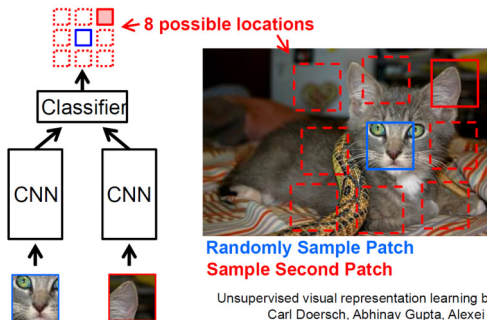 8 possible locations
Classifier
CNN
CNN
Randomly Sample Patch
Sample Second Patch
Unsupervised visual representation learning b
Carl Doersch, Abhinav Gupta, Alexei